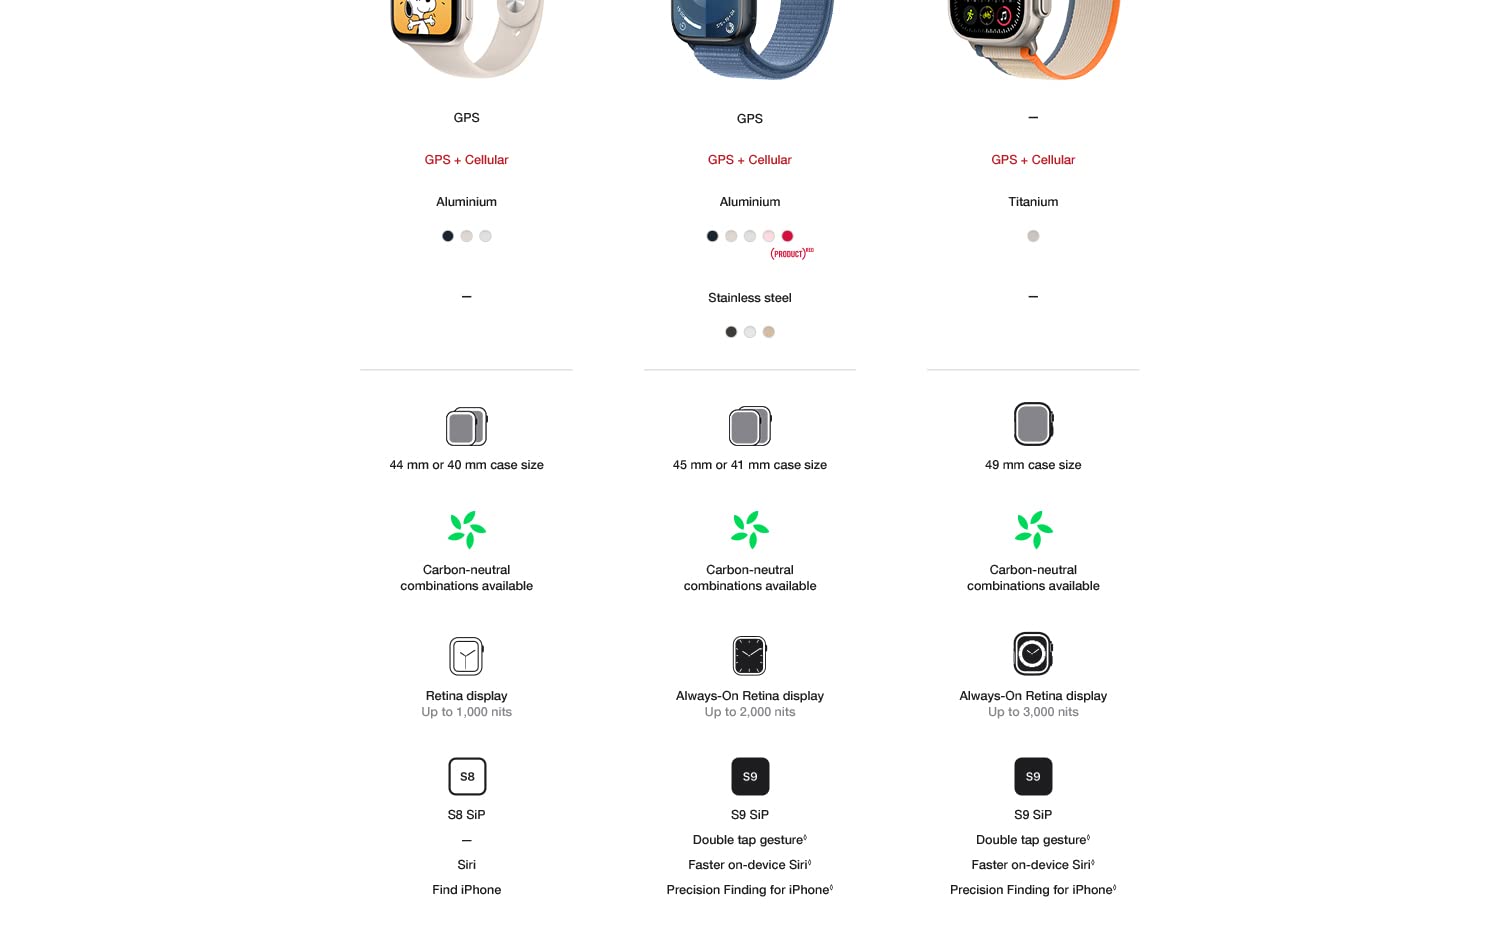 GPS
GPS
—
GPS + Cellular
GPS + Cellular
GPS + Cellular
Aluminium
Aluminium
Titanium
(PRODUCT)RED
—
Stainless steel
—
44 mm or 40 mm case size
45 mm or 41 mm case size
49 mm case size
Carbon-neutral
combinations available
Carbon-neutral
combinations available
Carbon-neutral
combinations available
Retina display
Up to 1,000 nits
Always-On Retina display
Up to 2,000 nits
Always-On Retina display
Up to 3,000 nits
S8
S9
S9
S8 SiP
S9 SiP
S9 SiP
—
Double tap gesture◊
Double tap gesture◊
Siri
Faster on-device Siri◊
Faster on-device Siri◊
Find iPhone
Precision Finding for iPhone◊
Precision Finding for iPhone◊